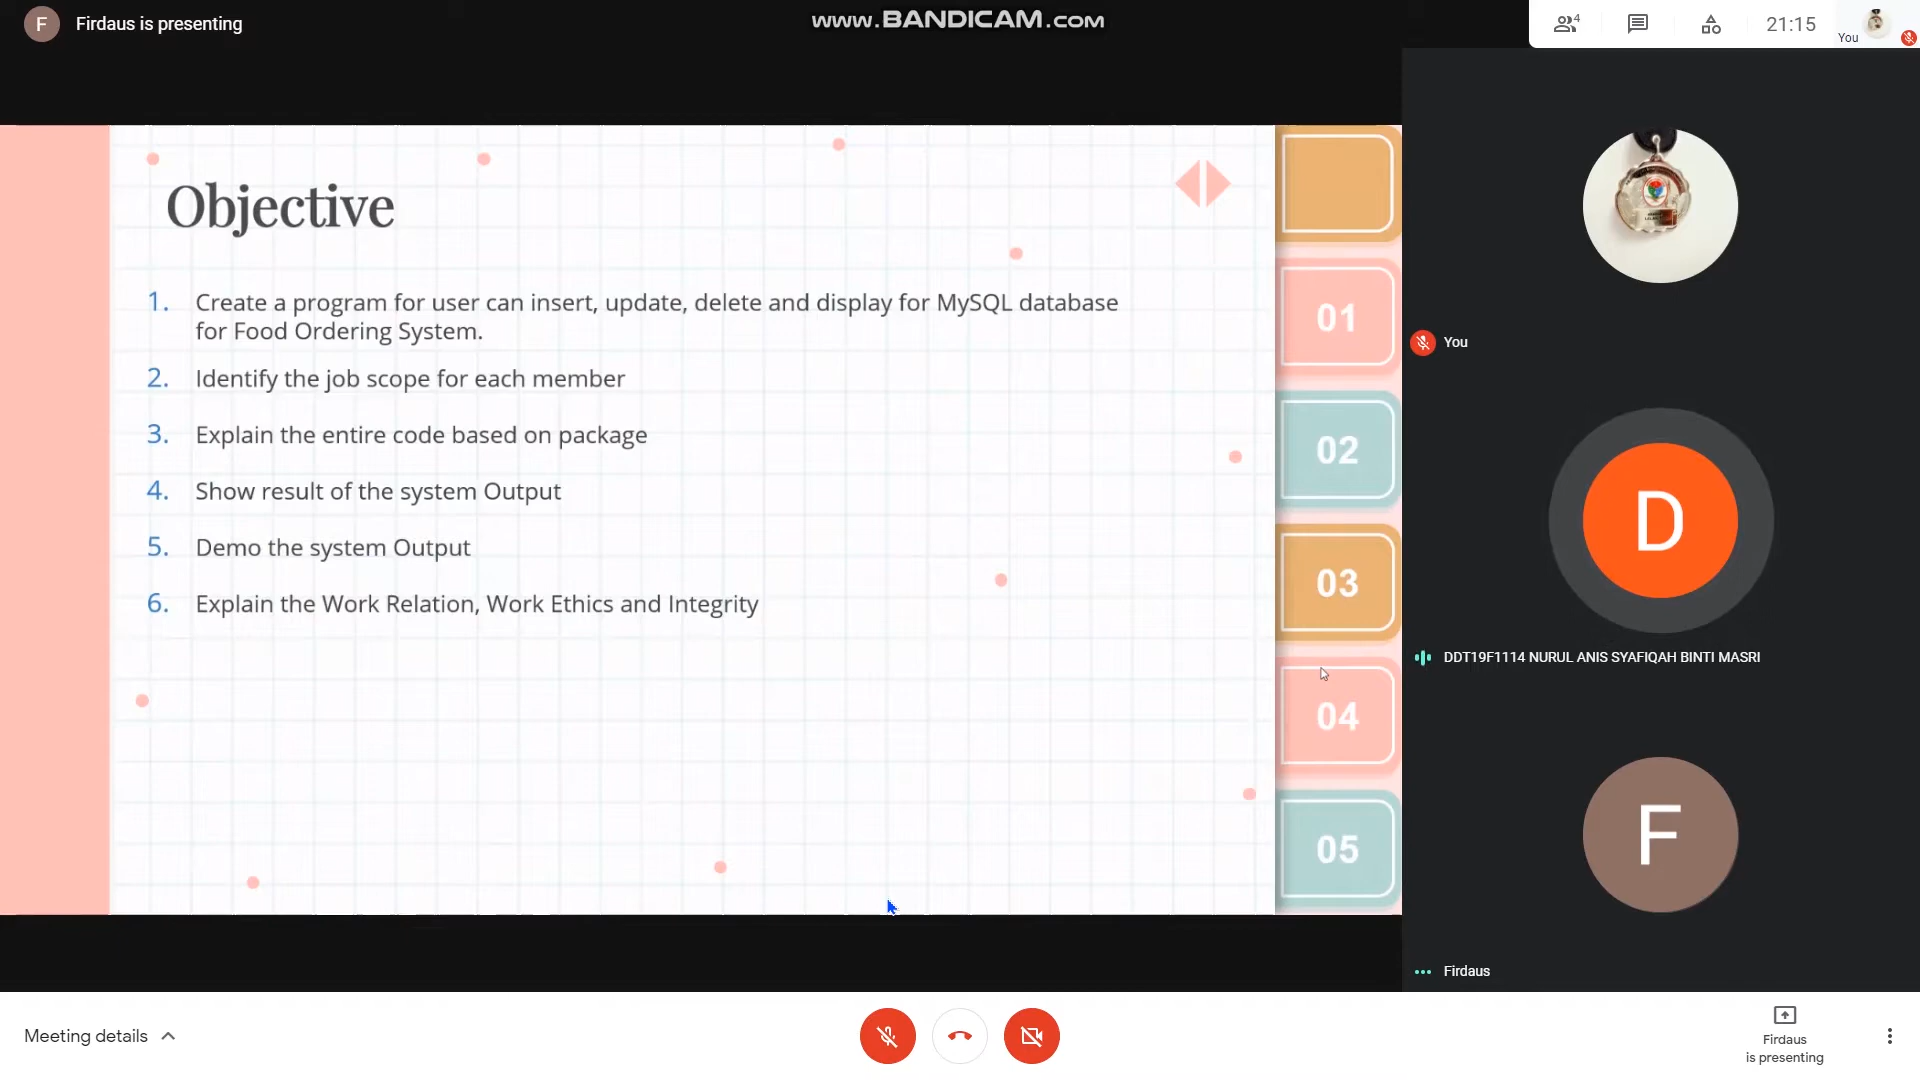 F
Firdaus is presenting
www.BANDICAM.com
4
21:15
You
Objective
1. Create a program for user can insert, update, delete and display for MySQL database
for Food Ordering System.
2. Identify the job scope for each member
3. Explain the entire code based on package
4. Show result of the system Output
5. Demo the system Output
6. Explain the Work Relation, Work Ethics and Integrity
01
02
03
04
05
You
D
DDT19F1114 NURUL ANIS SYAFIQAH BINTI MASRI
F
Firdaus
Meeting details
Firdaus
is presenting